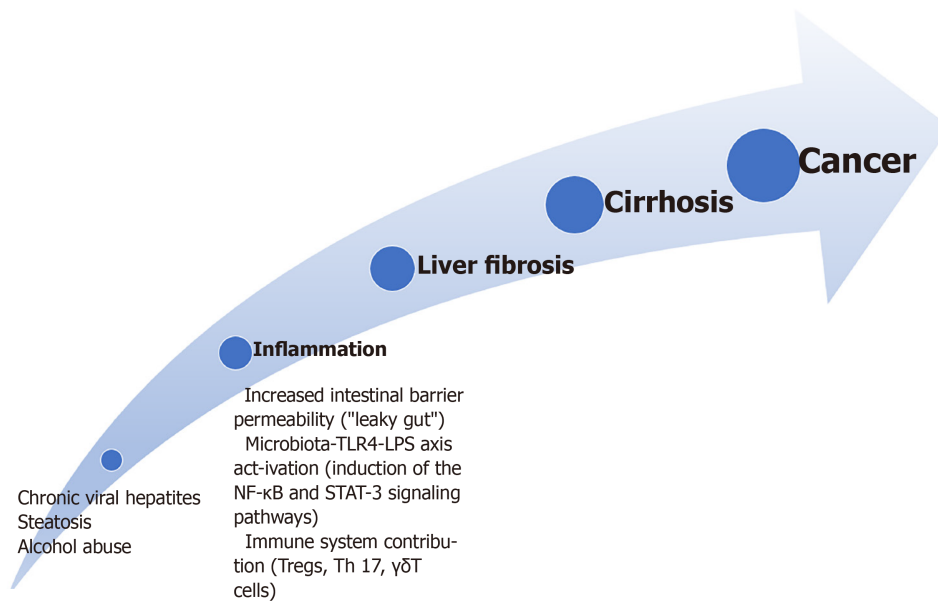 Cancer
Cirrhosis
Liver fibrosis
Inflammation
Increased intestinal barrier
permeability ("leaky gut")
Microbiota-TLR4-LPS axis
act-ivation (induction of the
NF-κB and STAT-3 signaling
pathways)
Immune system contribu-
tion (Tregs, Th 17, γδT
cells)
Chronic viral hepatites
Steatosis
Alcohol abuse